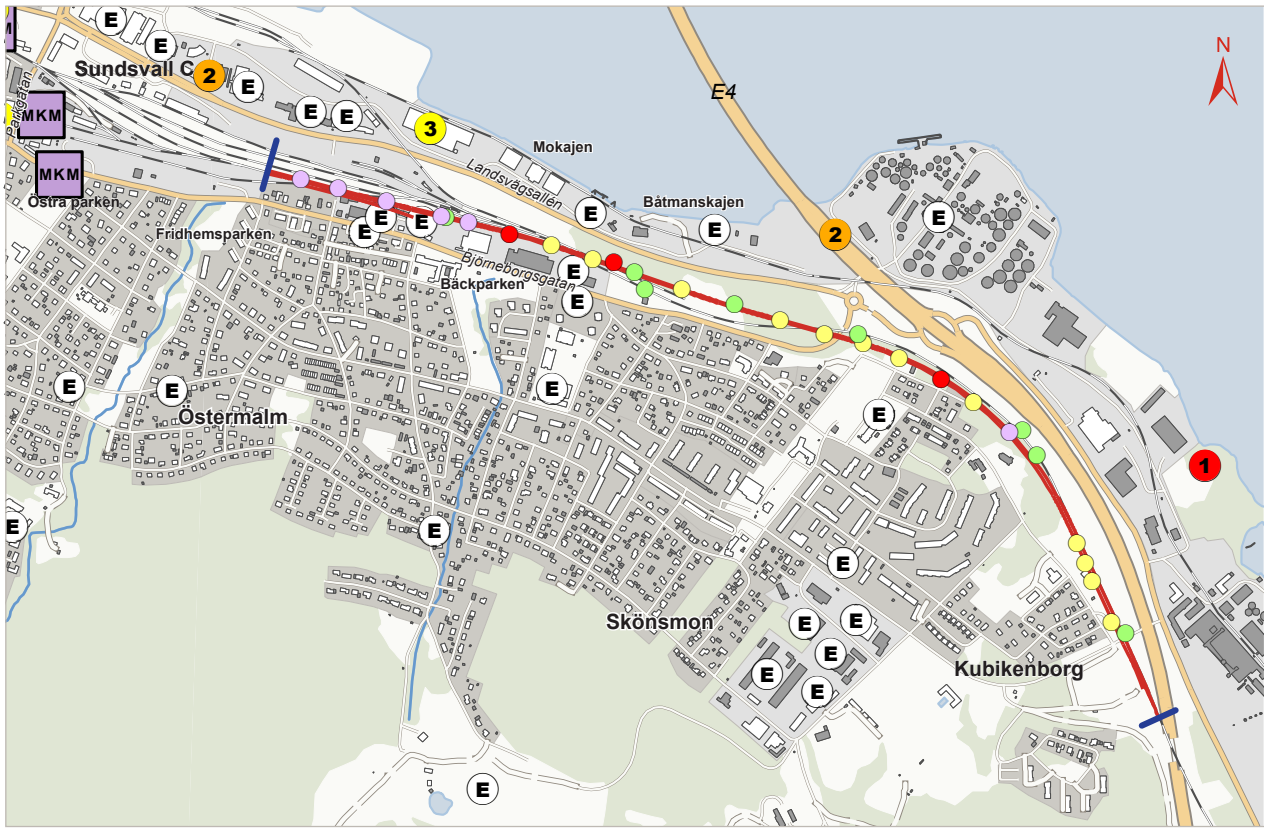 E
E
Sundsvall C
2
E
E
E
3
E4
N
M
MKM
Parkgatan
MKM
Östra parken
Mokajen
Landsvägsallén
Båtmanskajen
E
E
E
2
E
E
E
Fridhemsparken
Björneborgsgatan
Bäckparken
E
E
E
E
E
E
Östermalm
1
E
E
E
Skönsmon
E
E
E
E
E
Kubikenborg
E